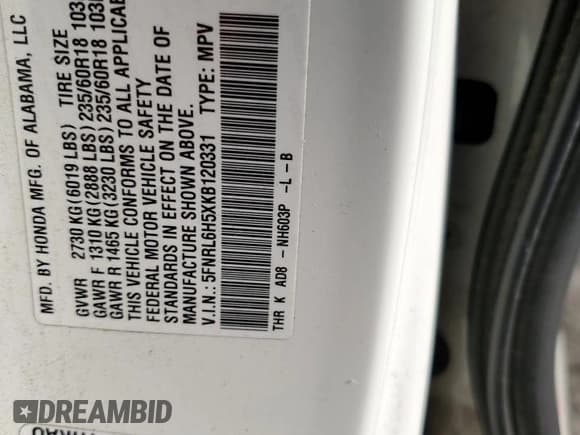 MFD. BY HONDA MFG. OF ALABAMA, LLC
TIRE SIZE
GVWR 2730 KG(6019 LBS)
GAWR F 1310 KG(2888 LBS)235/60R18 103
GAWR R 1465 KG(3230 LBS)235/60R18 103
THIS VEHICLE CONFORMS TO ALL
FEDERAL MOTOR VEHICLE SAFETY
STANDARDS IN EFFECT ON THE DATE OF
MANUFACTURE SHOWN ABOVE.
V.I.N.: 5FNRL6H5XKB120331 TYPE: MPV
THR K AD8 - NH603P -L -B
DREAMBID